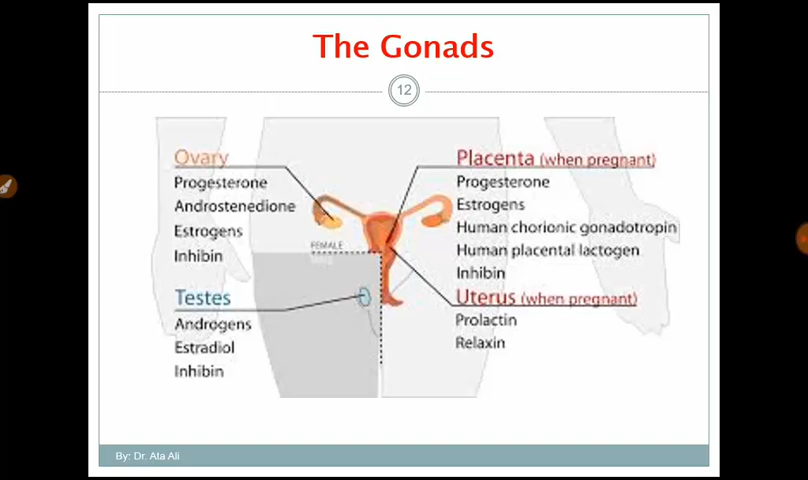 The Gonads
12
Ovary
Progesterone
Androstenedione
Estrogens
Inhibin
Placenta (when pregnant)
Progesterone
Estrogens
Human chorionic gonadotropin
Human placental lactogen
Inhibin
FEMALE
Testes
Androgens
Estradiol
Inhibin
Uterus (when pregnant)
Prolactin
Relaxin
By: Dr. Ata Ali